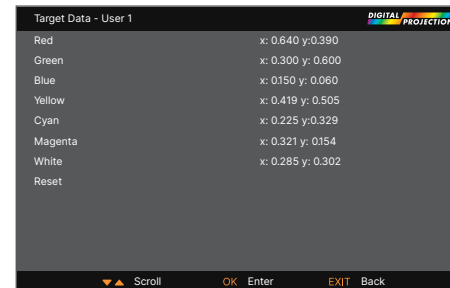 Target Data - User 1
DIGITAL PROJECTION
Red x: 0.640 y:0.390
Green x: 0.300 y: 0.600
Blue x: 0.150 y: 0.060
Yellow x: 0.419 y: 0.505
Cyan x: 0.225 y:0.329
Magenta x: 0.321 y: 0.154
White x: 0.285 y: 0.302
Reset
▼▲ Scroll OK Enter EXIT Back